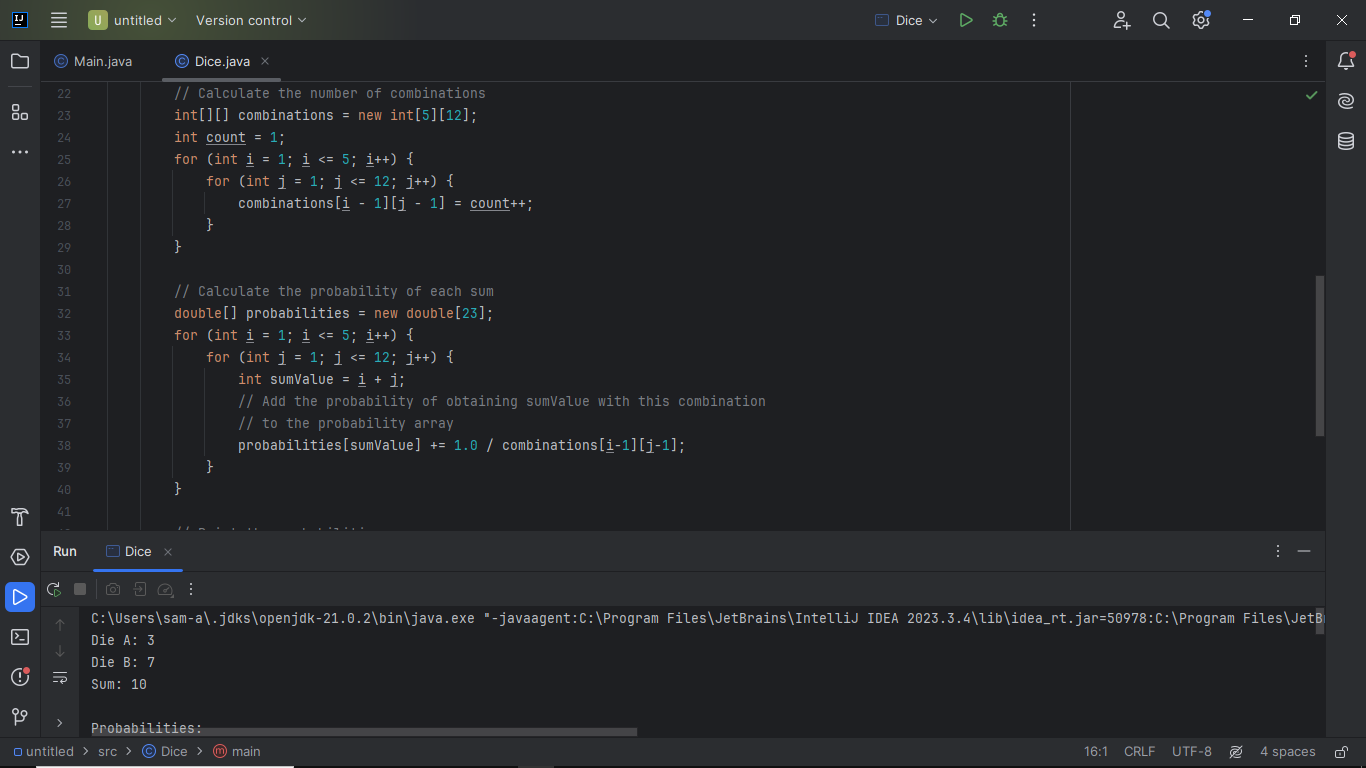 U untitled Version control Dice
Main.java Dice.java
22 // Calculate the number of combinations
23 int[][] combinations = new int[5][12];
24 int count = 1;
25 for (int i = 1; i <= 5; i++) {
26 for (int j = 1; j <= 12; j++) {
27 combinations[i - 1][j - 1] = count++;
28 }
29 }
30
31 // Calculate the probability of each sum
32 double[] probabilities = new double[23];
33 for (int i = 1; i <= 5; i++) {
34 for (int j = 1; j <= 12; j++) {
35 int sumValue = i + j;
36 // Add the probability of obtaining sumValue with this combination
37 // to the probability array
38 probabilities[sumValue] += 1.0 / combinations[i-1][j-1];
39 }
40 }
41
Run Dice
C:\Users\sam-a\.jdks\openjdk-21.0.2\bin\java.exe "-javaagent:C:\Program Files\JetBrains\IntelliJ IDEA 2023.3.4\lib\idea_rt.jar=50978:C:\Program Files\JetB
Die A: 3
Die B: 7
Sum: 10
Probabilities:
untitled > src > Dice > main 16:1 CRLF UTF-8 4 spaces